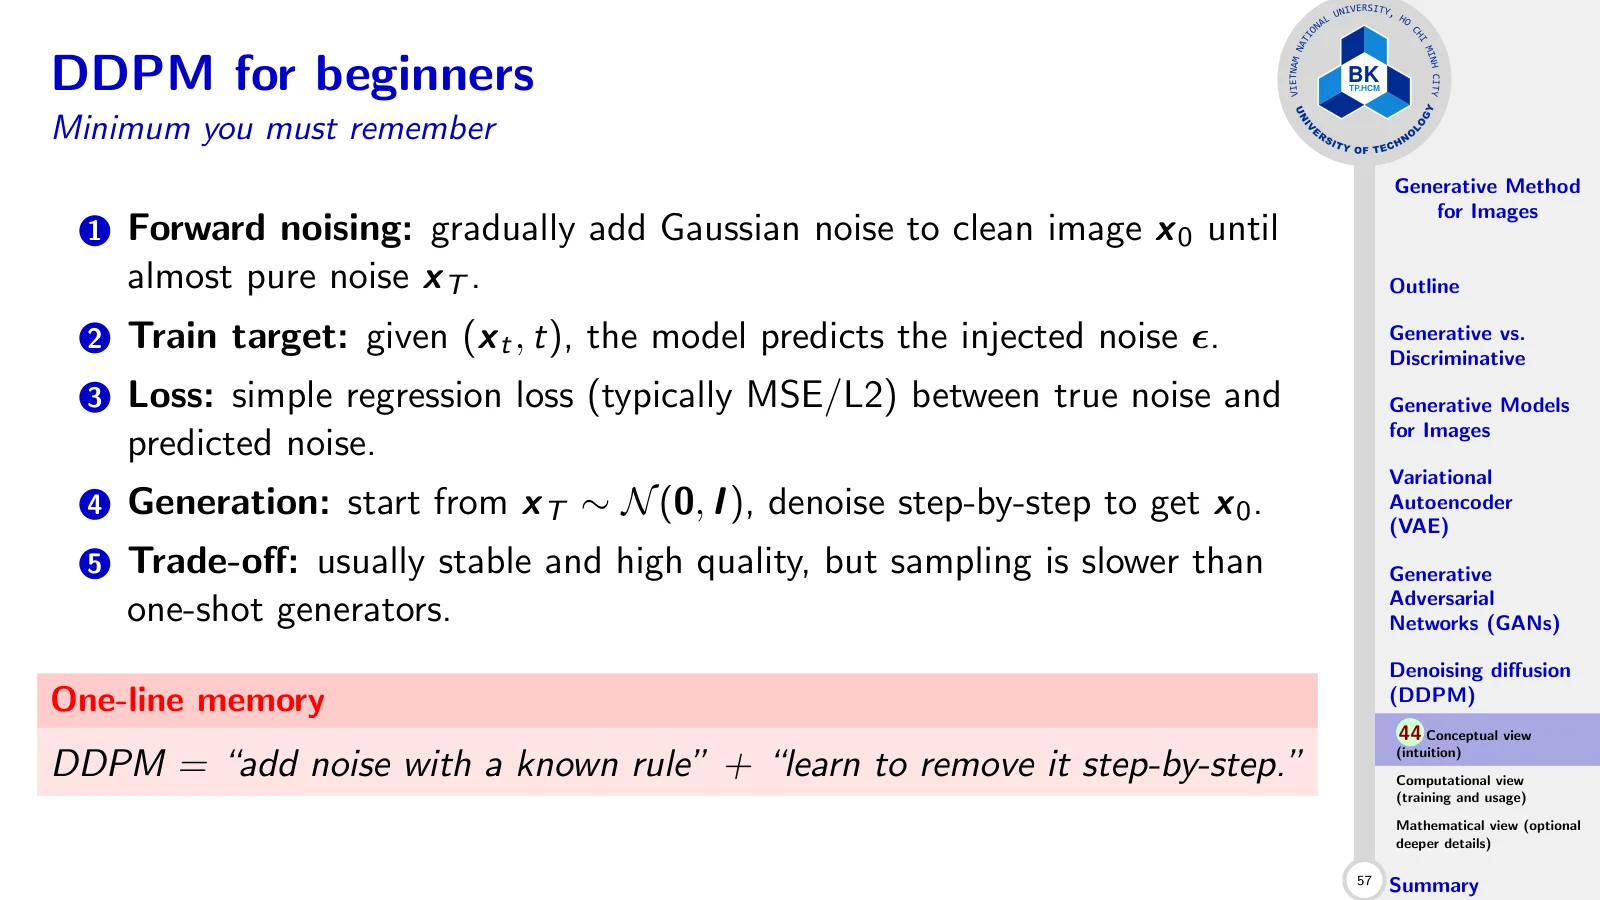 DDPM for beginners
Minimum you must remember
1 Forward noising: gradually add Gaussian noise to clean image x₀ until
almost pure noise x_T.
2 Train target: given (x_t, t), the model predicts the injected noise ϵ.
3 Loss: simple regression loss (typically MSE/L2) between true noise and
predicted noise.
4 Generation: start from x_T ∼ 𝒩(0, I), denoise step-by-step to get x₀.
5 Trade-off: usually stable and high quality, but sampling is slower than
one-shot generators.
One-line memory
DDPM = “add noise with a known rule” + “learn to remove it step-by-step.”
VIETNAM NATIONAL UNIVERSITY, HO CHI MINH CITY
BK
TP.HCM
UNIVERSITY OF TECHNOLOGY
Generative Method
for Images
Outline
Generative vs.
Discriminative
Generative Models
for Images
Variational
Autoencoder
(VAE)
Generative
Adversarial
Networks (GANs)
Denoising diffusion
(DDPM)
44 Conceptual view
(intuition)
Computational view
(training and usage)
Mathematical view (optional
deeper details)
Summary
57